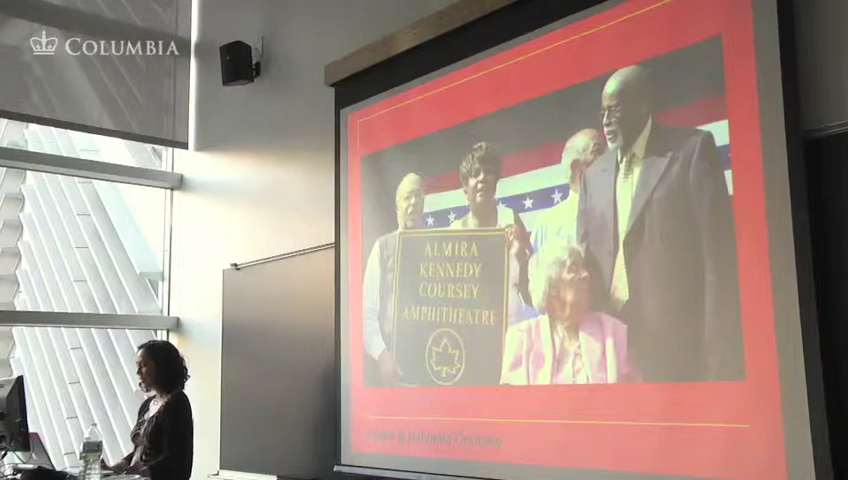 COLUMBIA
ALMIRA
KENNEDY
COURSEY
AMPHITHEATRE